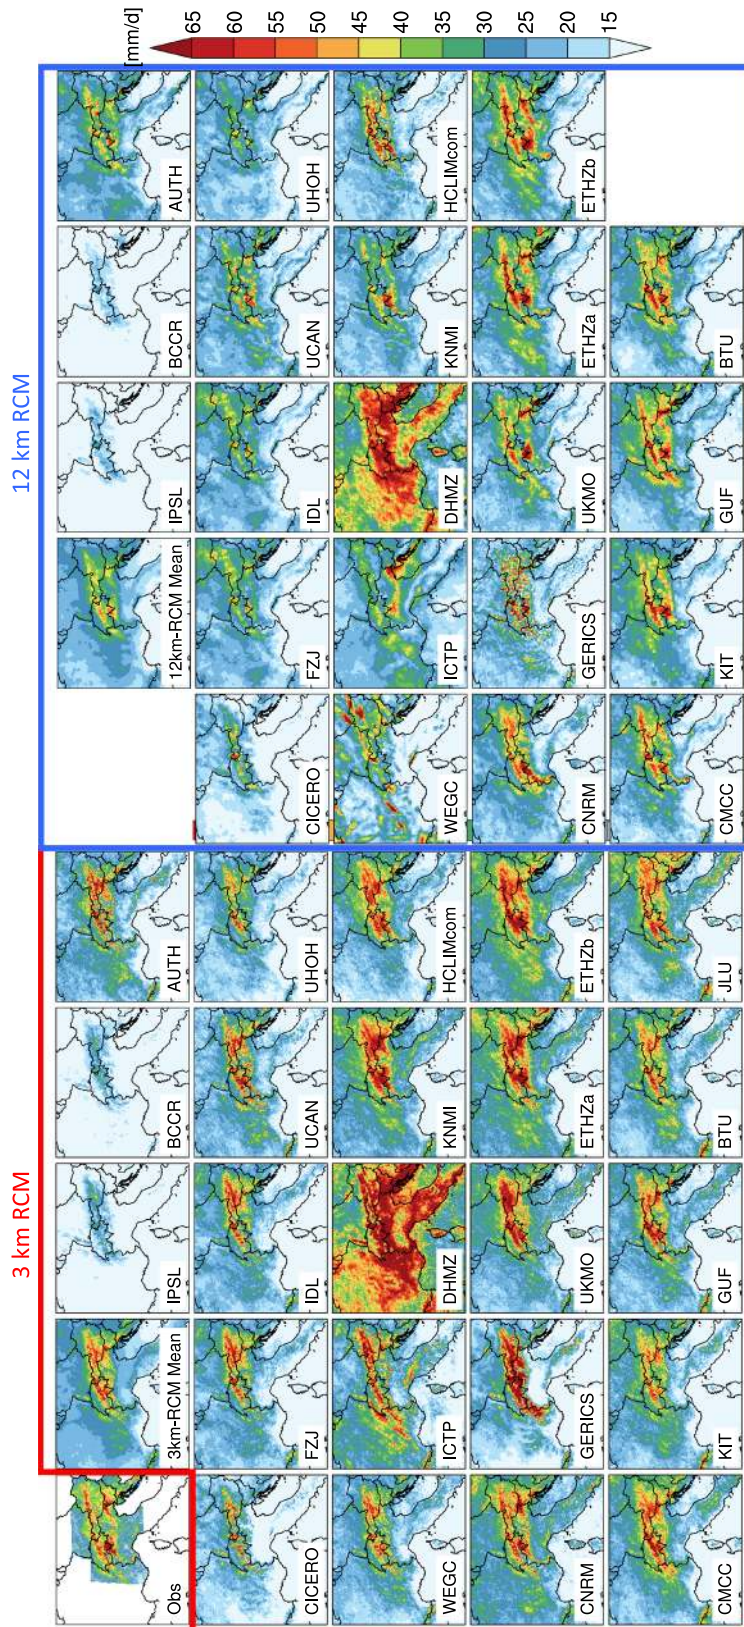 3 km RCM
12 km RCM
Obs
3km-RCM Mean
IPSL
BCCR
AUTH
12km-RCM Mean
IPSL
BCCR
AUTH
CICERO
FZJ
IDL
UCAN
UHOH
CICERO
FZJ
IDL
UCAN
UHOH
WEGC
ICTP
DHMZ
KNMI
HCLIMcom
WEGC
ICTP
DHMZ
KNMI
HCLIMcom
CNRM
GERICS
UKMO
ETHZa
ETHZb
CNRM
GERICS
UKMO
ETHZa
ETHZb
CMCC
KIT
GUF
BTU
JLU
CMCC
KIT
GUF
BTU
[mm/d]
65
60
55
50
45
40
35
30
25
20
15